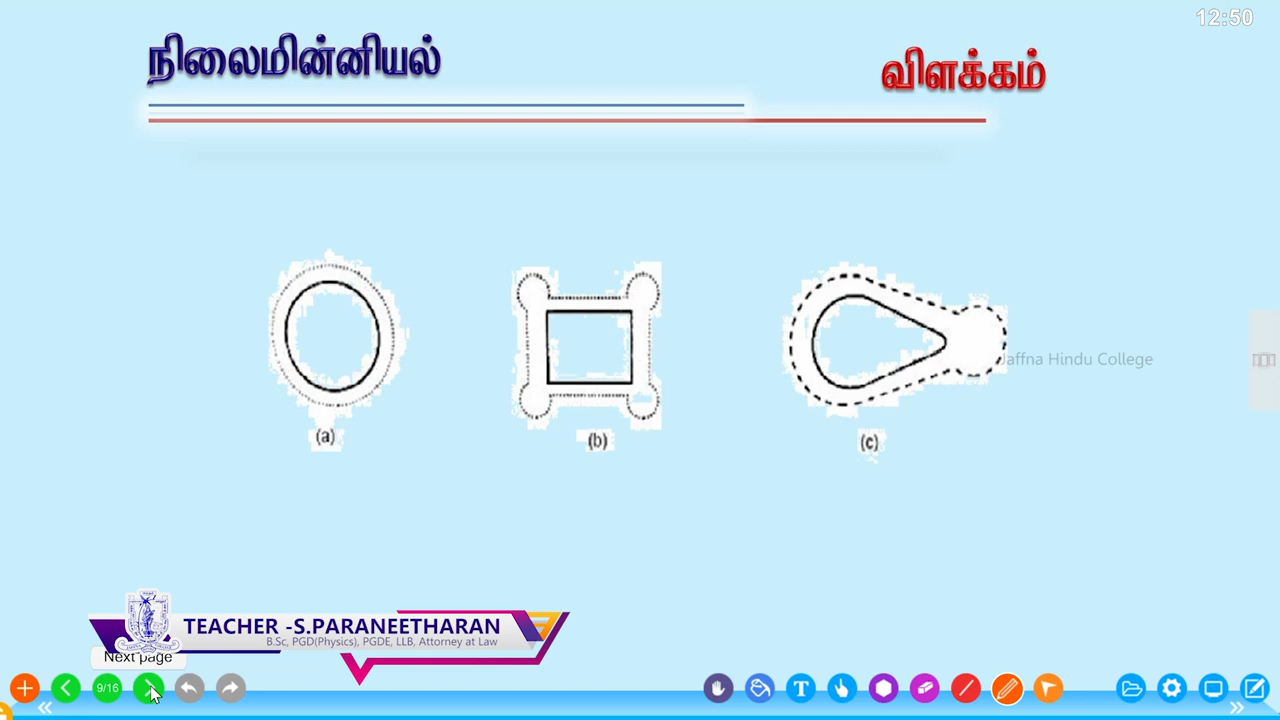 12:50
நிலைமின்னியல்
விளக்கம்
Jaffna Hindu College
(a)
(b)
(c)
TEACHER -S.PARANEETHARAN
B.Sc, PGD(Physics), PGDE, LLB, Attorney at Law
Next page
9/16
T